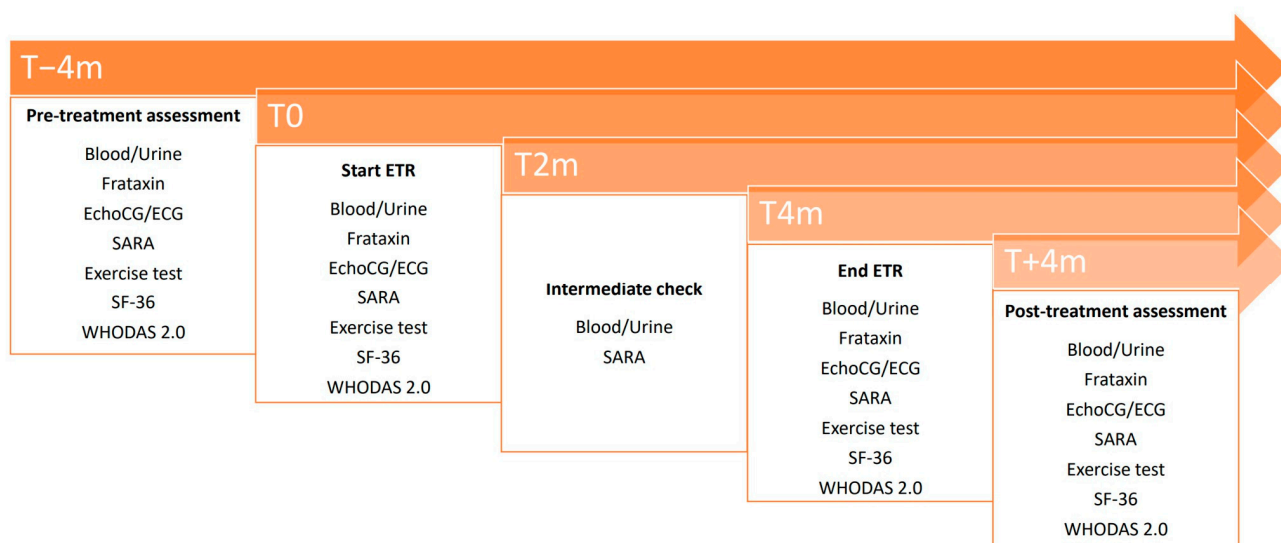 T−4m
Pre-treatment assessment
Blood/Urine
Frataxin
EchoCG/ECG
SARA
Exercise test
SF-36
WHODAS 2.0
T0
Start ETR
Blood/Urine
Frataxin
EchoCG/ECG
SARA
Exercise test
SF-36
WHODAS 2.0
T2m
Intermediate check
Blood/Urine
SARA
T4m
End ETR
Blood/Urine
Frataxin
EchoCG/ECG
SARA
Exercise test
SF-36
WHODAS 2.0
T+4m
Post-treatment assessment
Blood/Urine
Frataxin
EchoCG/ECG
SARA
Exercise test
SF-36
WHODAS 2.0